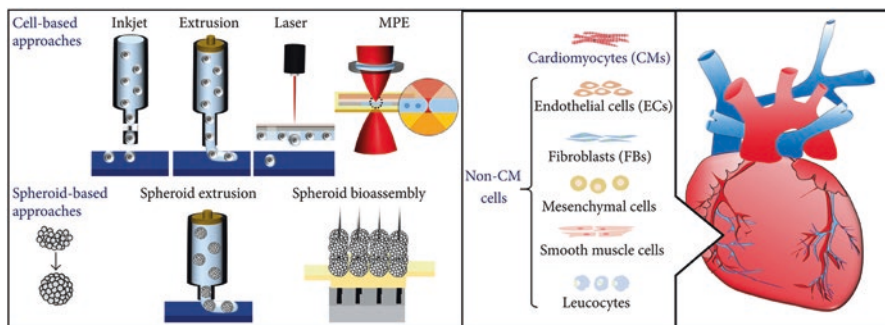 Cell-based
approaches
Inkjet
Extrusion
Laser
MPE
Spheroid-based
approaches
Spheroid extrusion
Spheroid bioassembly
Cardiomyocytes (CMs)
Non-CM
cells
Endothelial cells (ECs)
Fibroblasts (FBs)
Mesenchymal cells
Smooth muscle cells
Leucocytes